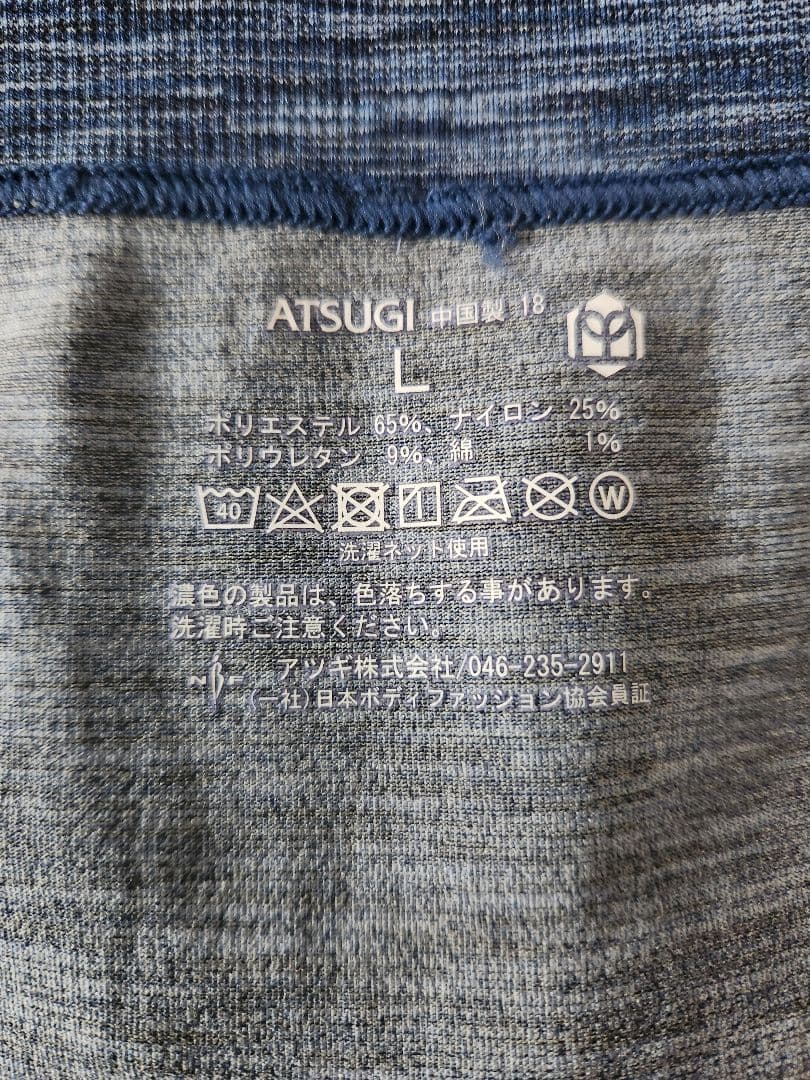 ATSUGI 中国製 18
L
ポリエステル 65%、ナイロン 25%
ポリウレタン 9%、綿 1%
40 1 W
洗濯ネット使用
濃色の製品は、色落ちする事があります。
洗濯時ご注意ください。
NBF アツギ株式会社/046-235-2911
(一社)日本ボディファッション協会員証